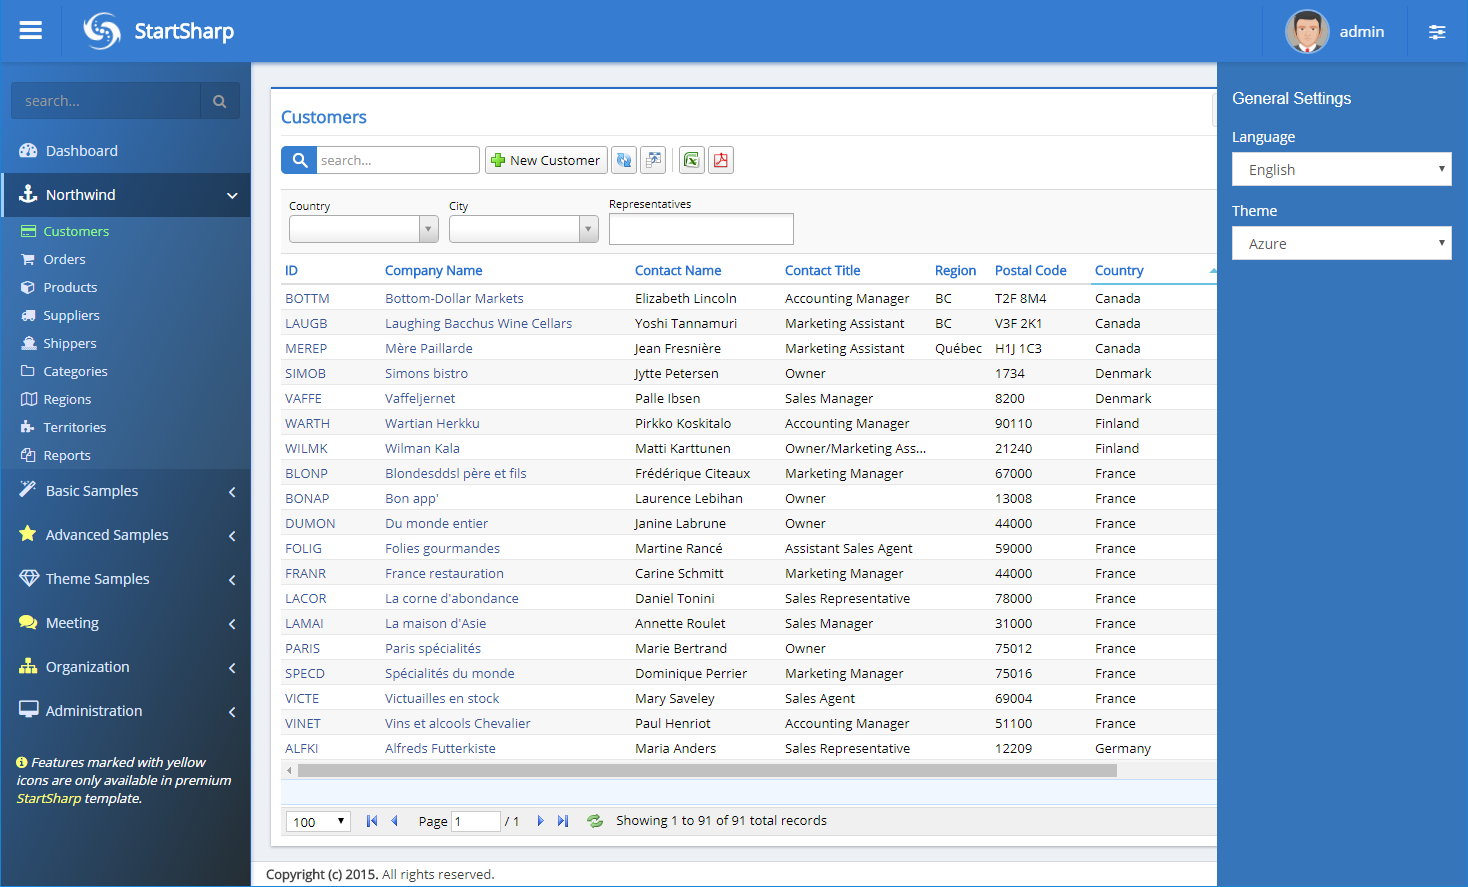 StartSharp
admin
search...
Dashboard
Northwind
Customers
Orders
Products
Suppliers
Shippers
Categories
Regions
Territories
Reports
Basic Samples
Advanced Samples
Theme Samples
Meeting
Organization
Administration
Features marked with yellow
icons are only available in premium
StartSharp template.
Customers
search... New Customer
Country City Representatives
ID Company Name Contact Name Contact Title Region Postal Code Country
BOTTM Bottom-Dollar Markets Elizabeth Lincoln Accounting Manager BC T2F 8M4 Canada
LAUGB Laughing Bacchus Wine Cellars Yoshi Tannamuri Marketing Assistant BC V3F 2K1 Canada
MEREP Mère Paillarde Jean Fresnière Marketing Assistant Québec H1J 1C3 Canada
SIMOB Simons bistro Jytte Petersen Owner 1734 Denmark
VAFFE Vaffeljernet Palle Ibsen Sales Manager 8200 Denmark
WARTH Wartian Herkku Pirkko Koskitalo Accounting Manager 90110 Finland
WILMK Wilman Kala Matti Karttunen Owner/Marketing Ass... 21240 Finland
BLONP Blondesddsl père et fils Frédérique Citeaux Marketing Manager 67000 France
BONAP Bon app' Laurence Lebihan Owner 13008 France
DUMON Du monde entier Janine Labrune Owner 44000 France
FOLIG Folies gourmandes Martine Rancé Assistant Sales Agent 59000 France
FRANR France restauration Carine Schmitt Marketing Manager 44000 France
LACOR La corne d'abondance Daniel Tonini Sales Representative 78000 France
LAMAI La maison d'Asie Annette Roulet Sales Manager 31000 France
PARIS Paris spécialités Marie Bertrand Owner 75012 France
SPECD Spécialités du monde Dominique Perrier Marketing Manager 75016 France
VICTE Victuailles en stock Mary Saveley Sales Agent 69004 France
VINET Vins et alcools Chevalier Paul Henriot Accounting Manager 51100 France
ALFKI Alfreds Futterkiste Maria Anders Sales Representative 12209 Germany
100 Page 1 / 1 Showing 1 to 91 of 91 total records
Copyright (c) 2015. All rights reserved.
General Settings
Language
English
Theme
Azure